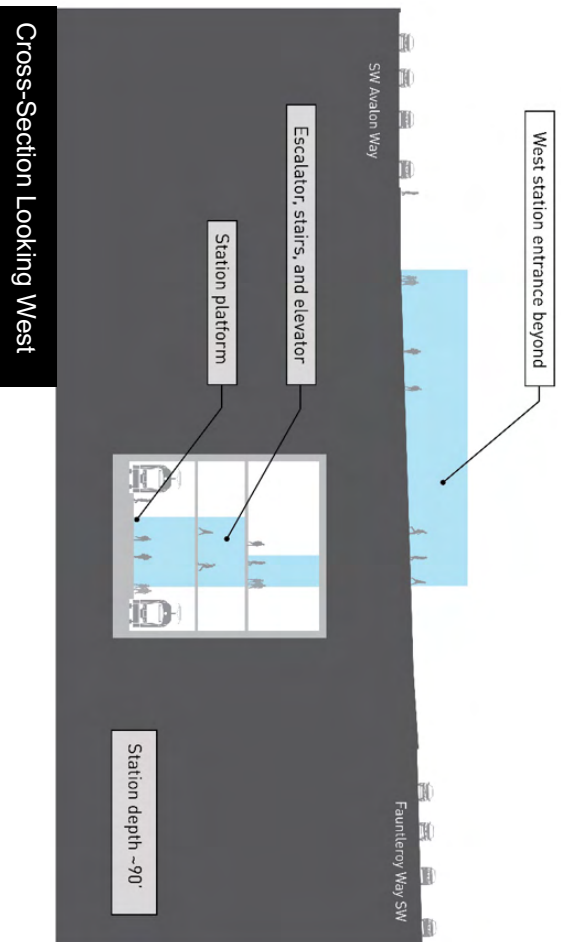 West station entrance beyond
SW Avalon Way
Fauntleroy Way SW
Escalator, stairs, and elevator
Station platform
Station depth ~90'
Cross-Section Looking West